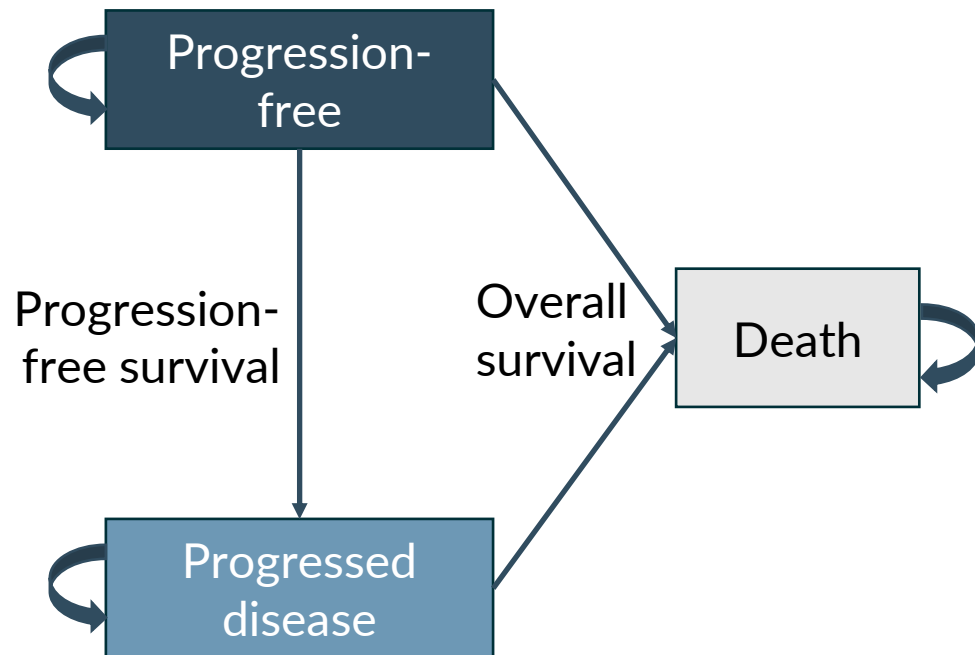 Progression-
free
Progression-
free survival
Overall
survival
Death
Progressed
disease